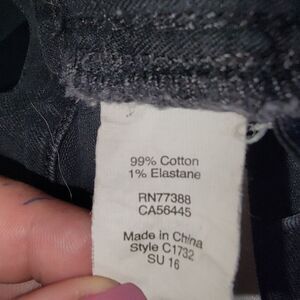 99% Cotton
1% Elastane
RN77388
CA56445
Made in China
Style C1732
SU 16